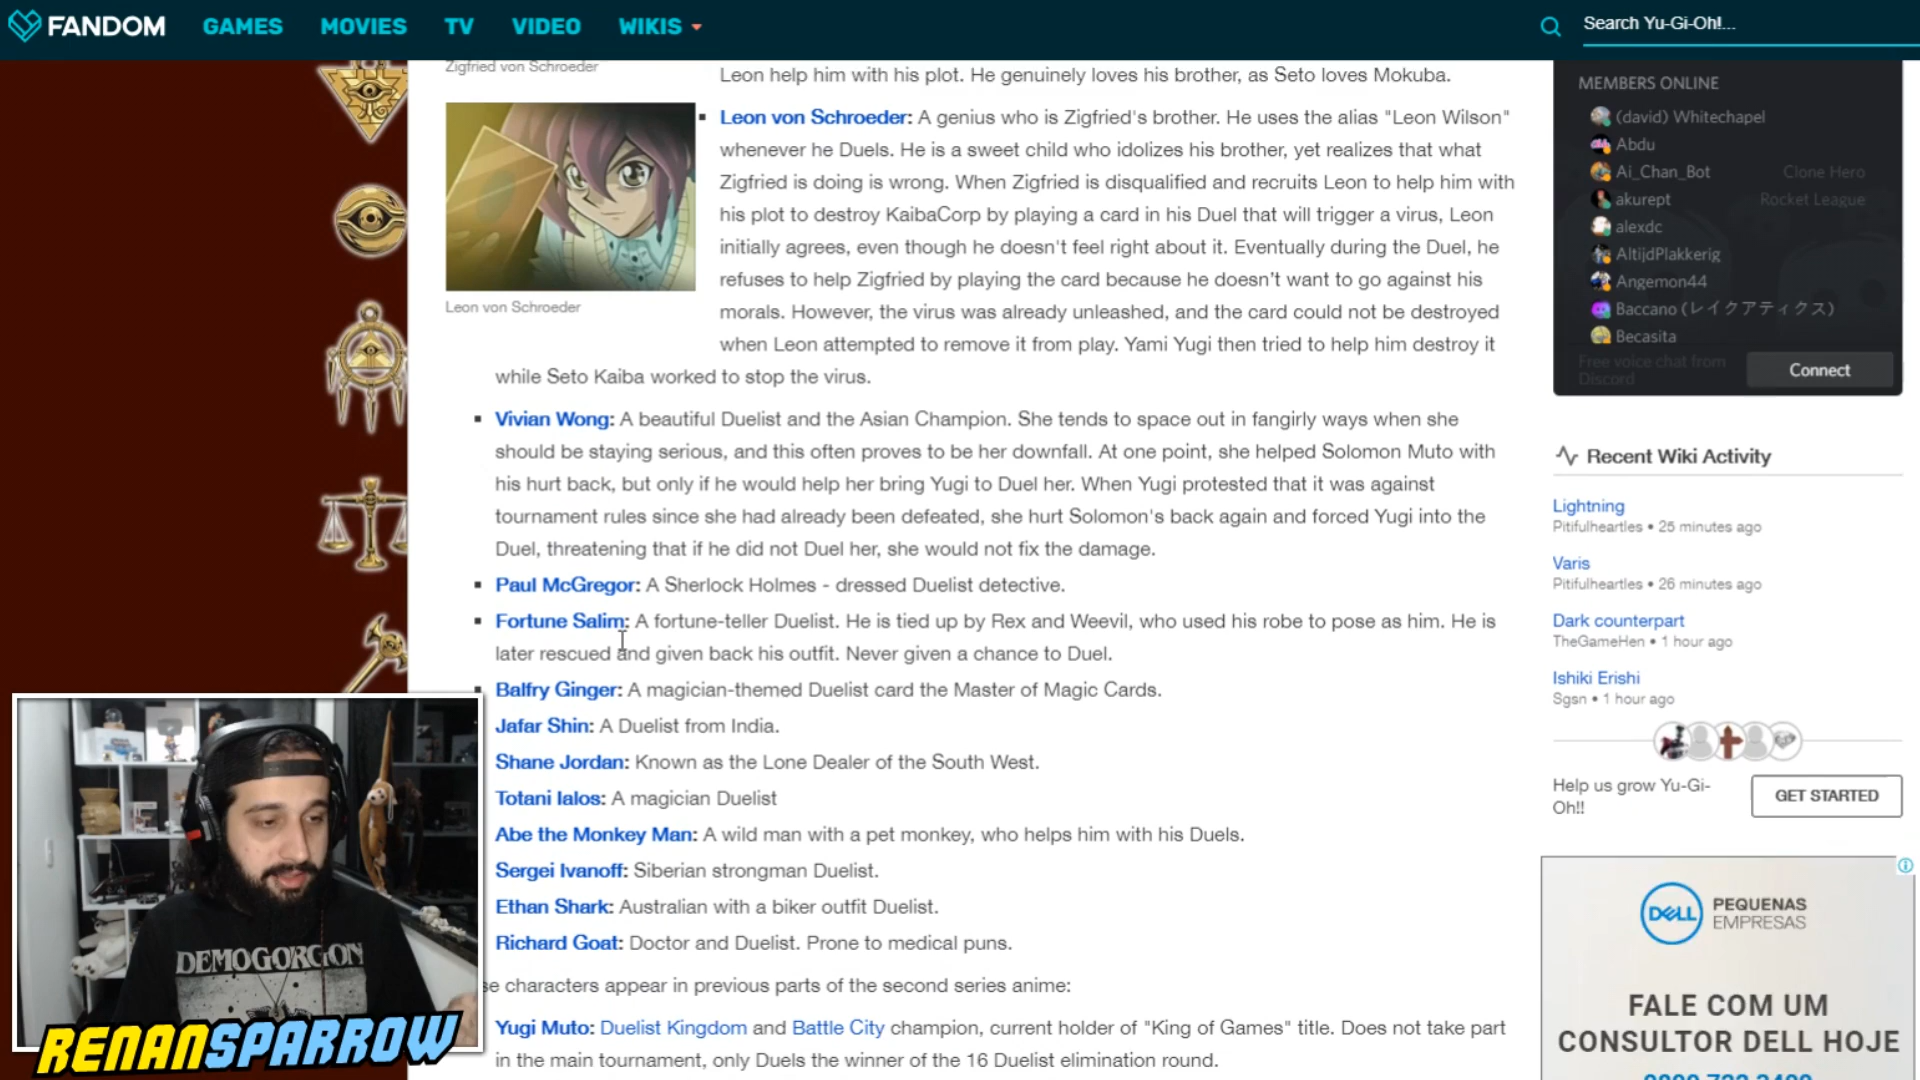 FANDOM GAMES MOVIES TV VIDEO WIKIS Search Yu-Gi-Oh!...
Zigfried von Schroeder
Leon help him with his plot. He genuinely loves his brother, as Seto loves Mokuba.
Leon von Schroeder: A genius who is Zigfried's brother. He uses the alias "Leon Wilson"
whenever he Duels. He is a sweet child who idolizes his brother, yet realizes that what
Zigfried is doing is wrong. When Zigfried is disqualified and recruits Leon to help him with
his plot to destroy KaibaCorp by playing a card in his Duel that will trigger a virus, Leon
initially agrees, even though he doesn't feel right about it. Eventually during the Duel, he
refuses to help Zigfried by playing the card because he doesn't want to go against his
morals. However, the virus was already unleashed, and the card could not be destroyed
when Leon attempted to remove it from play. Yami Yugi then tried to help him destroy it
while Seto Kaiba worked to stop the virus.
Leon von Schroeder
Vivian Wong: A beautiful Duelist and the Asian Champion. She tends to space out in fangirly ways when she
should be staying serious, and this often proves to be her downfall. At one point, she helped Solomon Muto with
his hurt back, but only if he would help her bring Yugi to Duel her. When Yugi protested that it was against
tournament rules since she had already been defeated, she hurt Solomon's back again and forced Yugi into the
Duel, threatening that if he did not Duel her, she would not fix the damage.
Paul McGregor: A Sherlock Holmes - dressed Duelist detective.
Fortune Salim: A fortune-teller Duelist. He is tied up by Rex and Weevil, who used his robe to pose as him. He is
later rescued and given back his outfit. Never given a chance to Duel.
Balfry Ginger: A magician-themed Duelist card the Master of Magic Cards.
Jafar Shin: A Duelist from India.
Shane Jordan: Known as the Lone Dealer of the South West.
Totani Ialos: A magician Duelist
Abe the Monkey Man: A wild man with a pet monkey, who helps him with his Duels.
Sergei Ivanoff: Siberian strongman Duelist.
Ethan Shark: Australian with a biker outfit Duelist.
Richard Goat: Doctor and Duelist. Prone to medical puns.
se characters appear in previous parts of the second series anime:
Yugi Muto: Duelist Kingdom and Battle City champion, current holder of "King of Games" title. Does not take part
in the main tournament, only Duels the winner of the 16 Duelist elimination round.
DEMOGORGON
RENANSPARROW
MEMBERS ONLINE
(david) Whitechapel
Abdu
Ai_Chan_Bot Clone Hero
akurept Rocket League
alexdc
AltijdPlakkerig
Angemon44
Baccano (レイクアティクス)
Becasita
Free voice chat from
Discord
Connect
Recent Wiki Activity
Lightning
Pitifulheartles • 25 minutes ago
Varis
Pitifulheartles • 26 minutes ago
Dark counterpart
TheGameHen • 1 hour ago
Ishiki Erishi
Sgsn • 1 hour ago
Help us grow Yu-Gi-
Oh!!
GET STARTED
DELL
PEQUENAS
EMPRESAS
FALE COM UM
CONSULTOR DELL HOJE